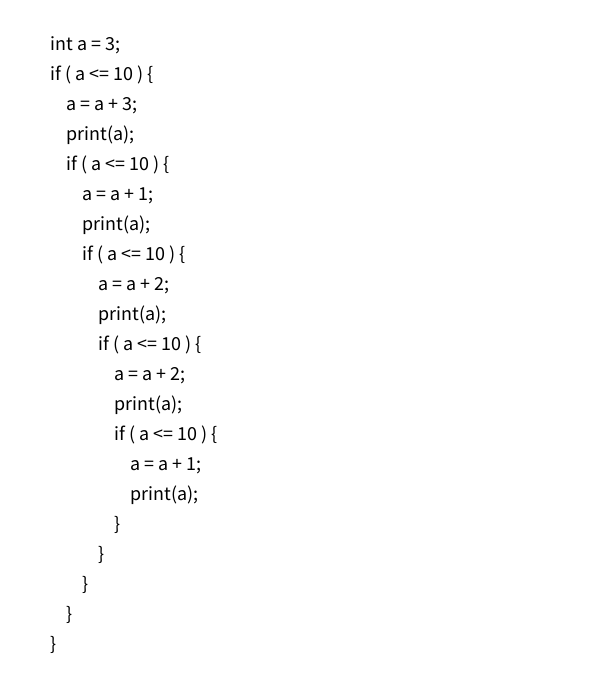 int a = 3;
if ( a <= 10 ) {
a = a + 3;
print(a);
if ( a <= 10 ) {
a = a + 1;
print(a);
if ( a <= 10 ) {
a = a + 2;
print(a);
if ( a <= 10 ) {
a = a + 2;
print(a);
if ( a <= 10 ) {
a = a + 1;
print(a);
}
}
}
}
}